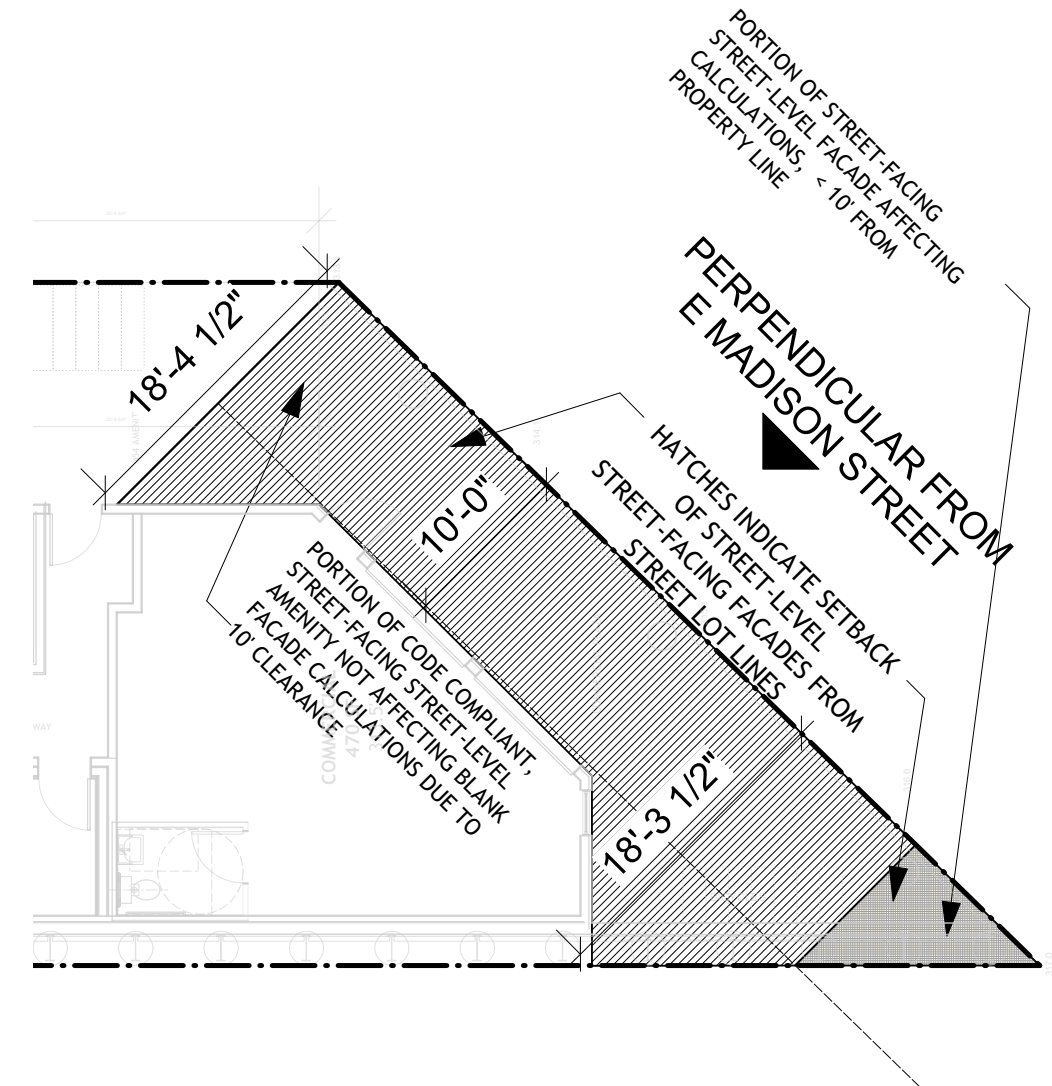 PORTION OF STREET-FACING
STREET-LEVEL FACADE AFFECTING
CALCULATIONS, < 10' FROM
PROPERTY LINE
PERPENDICULAR FROM
E MADISON STREET
18'-4 1/2"
10'-0"
HATCHES INDICATE SETBACK
OF STREET-LEVEL
STREET-FACING FACADES FROM
STREET LOT LINES
PORTION OF CODE COMPLIANT,
STREET-FACING STREET-LEVEL
AMENITY NOT AFFECTING BLANK
FACADE CALCULATIONS DUE TO
10' CLEARANCE
18'-3 1/2"
WAY